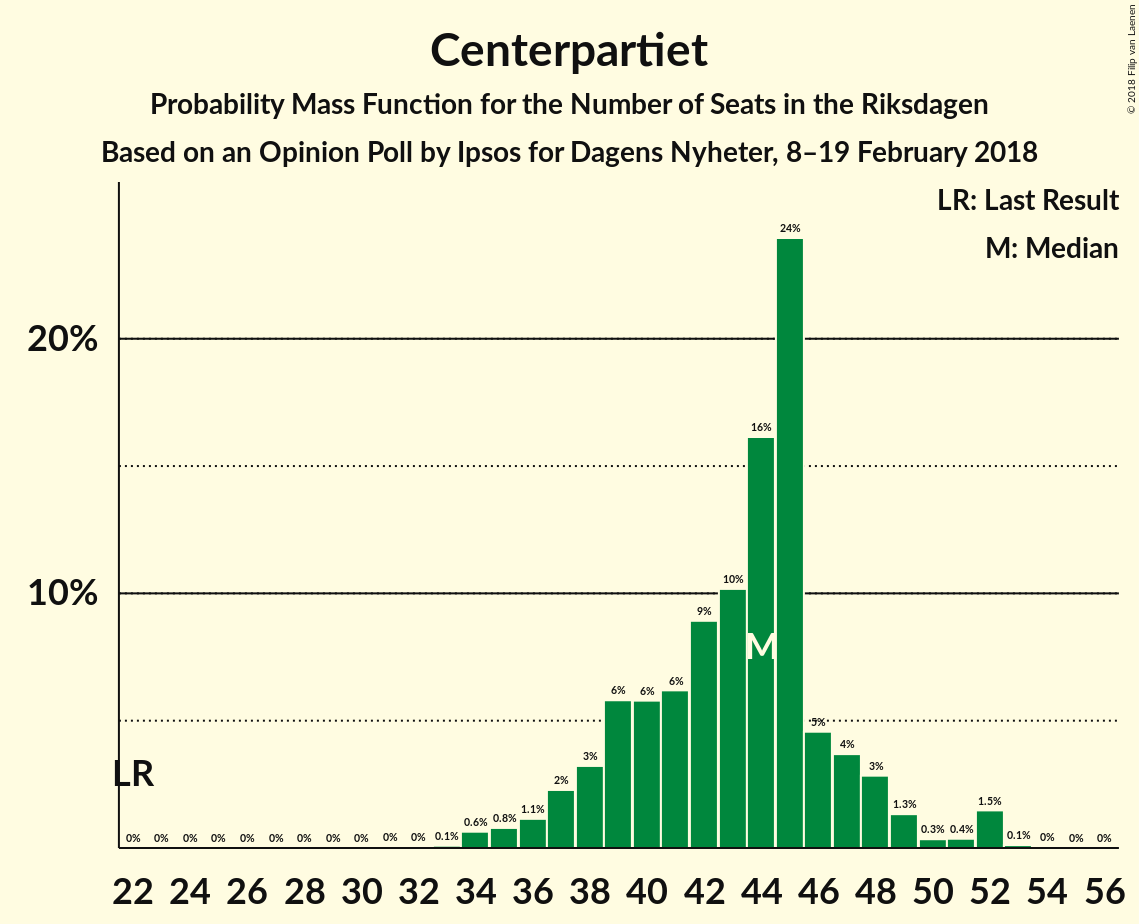 Centerpartiet
Probability Mass Function for the Number of Seats in the Riksdagen
Based on an Opinion Poll by Ipsos for Dagens Nyheter, 8–19 February 2018
© 2018 Filip van Laenen
LR: Last Result
M: Median
24%
20%
16%
10%
10%
9%
M
6% 6% 6%
5%
4%
3% 3%
LR
2%
1.5%
1.3%
1.1%
0.8%
0.6%
0.3% 0.4%
0% 0% 0% 0% 0% 0% 0% 0% 0% 0% 0% 0.1% 0.1% 0% 0% 0%
22 24 26 28 30 32 34 36 38 40 42 44 46 48 50 52 54 56